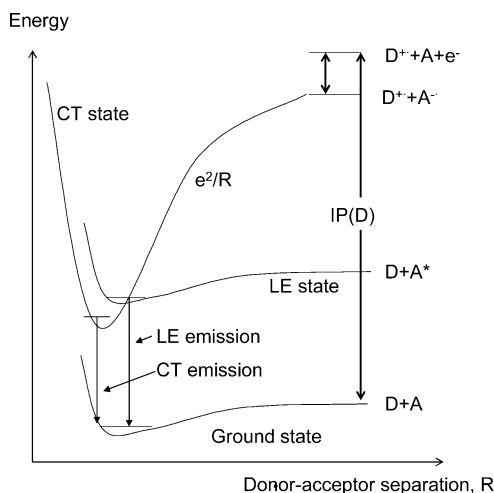 Energy
D⁺˙+A+e⁻
D⁺˙+A⁻˙
CT state
e²/R
IP(D)
D+A*
LE state
LE emission
CT emission
D+A
Ground state
Donor-acceptor separation, R